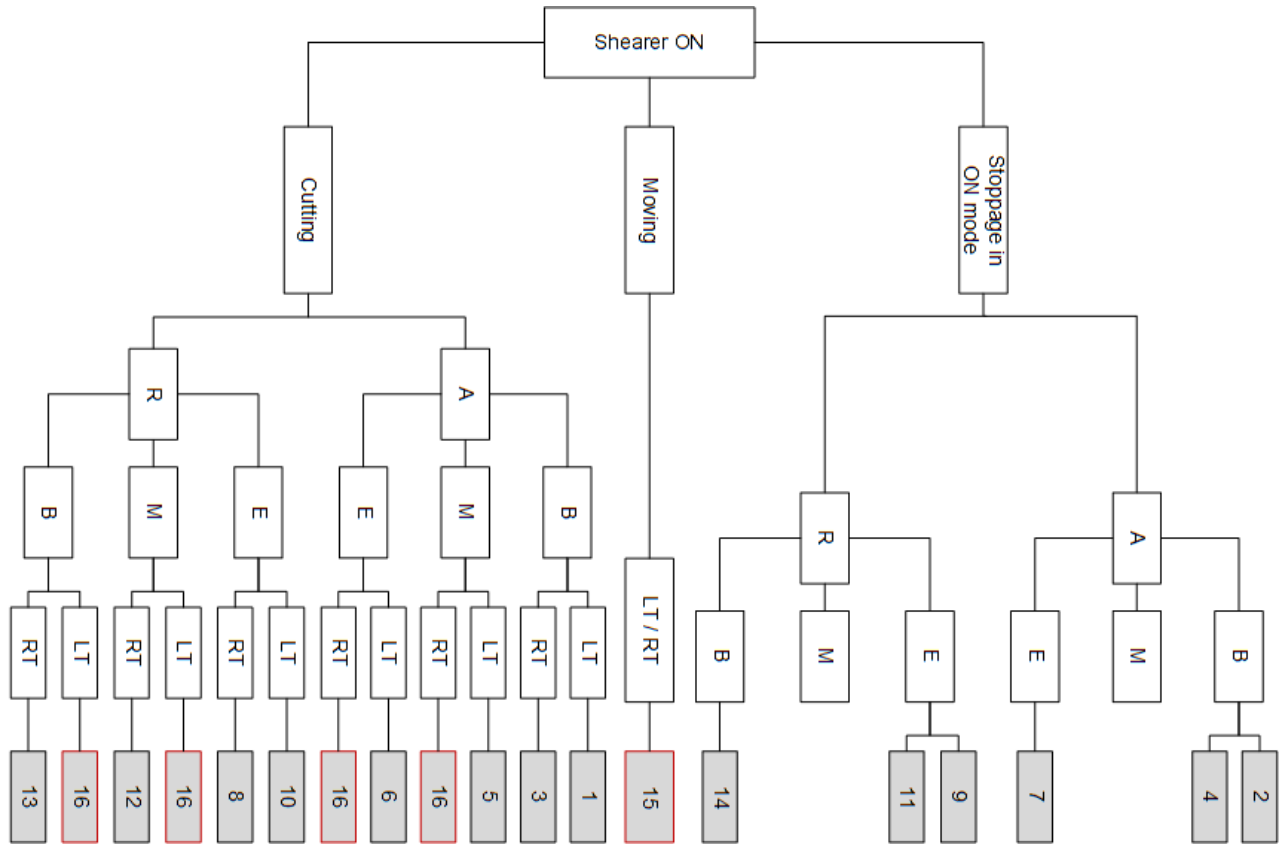 Shearer ON
Cutting
Moving
Stoppage in
ON mode
R
A
R
A
B
M
E
E
M
B
B
M
E
E
M
B
RT
LT
RT
LT
RT
LT
RT
LT
RT
LT
RT
LT
LT / RT
13
16
12
16
8
10
16
6
16
5
3
1
15
14
11
9
7
4
2